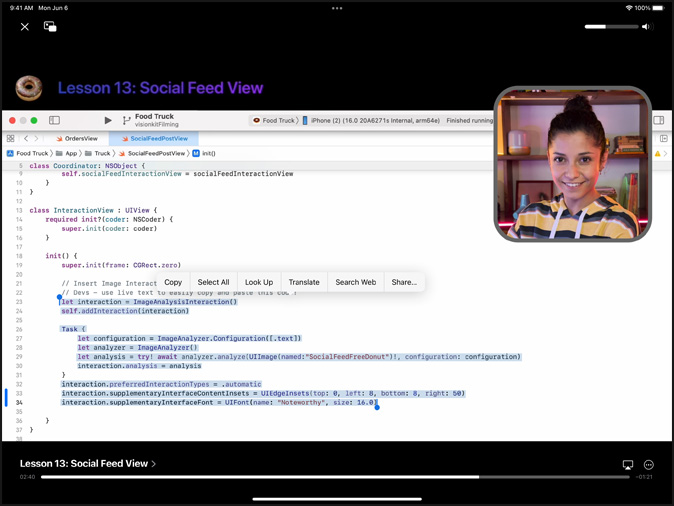 9:41 AM Mon Jun 6
100%
Lesson 13: Social Feed View
Food Truck
visionkitFilming
Food Truck 〉 iPhone (2) (16.0 20A6271s Internal, arm64e) Finished running
OrdersView
SocialFeedPostView
Food Truck 〉 App 〉 Truck 〉 SocialFeedPostView 〉 M init()
5 class Coordinator: NSObject {
9 self.socialFeedInteractionView = socialFeedInteractionView
10 }
11 }
12
13 class InteractionView : UIView {
14 required init?(coder: NSCoder) {
15 super.init(coder: coder)
16 }
17
18 init() {
19 super.init(frame: CGRect.zero)
20
21 // Insert Image Interact
Copy Select All Look Up Translate Search Web Share...
22 // Devs - use live text to easily copy and paste this
23 let interaction = ImageAnalysisInteraction()
24 self.addInteraction(interaction)
25
26 Task {
27 let configuration = ImageAnalyzer.Configuration([.text])
28 let analyzer = ImageAnalyzer()
29 let analysis = try! await analyzer.analyze(UIImage(named:"SocialFeedFreeDonut")!, configuration: configuration)
30 interaction.analysis = analysis
31 }
32 interaction.preferredInteractionTypes = .automatic
33 interaction.supplementaryInterfaceContentInsets = UIEdgeInsets(top: 0, left: 8, bottom: 8, right: 50)
34 interaction.supplementaryInterfaceFont = UIFont(name: "Noteworthy", size: 16.0)
35
36 }
37 }
38
Lesson 13: Social Feed View 〉
02:40
-01:21